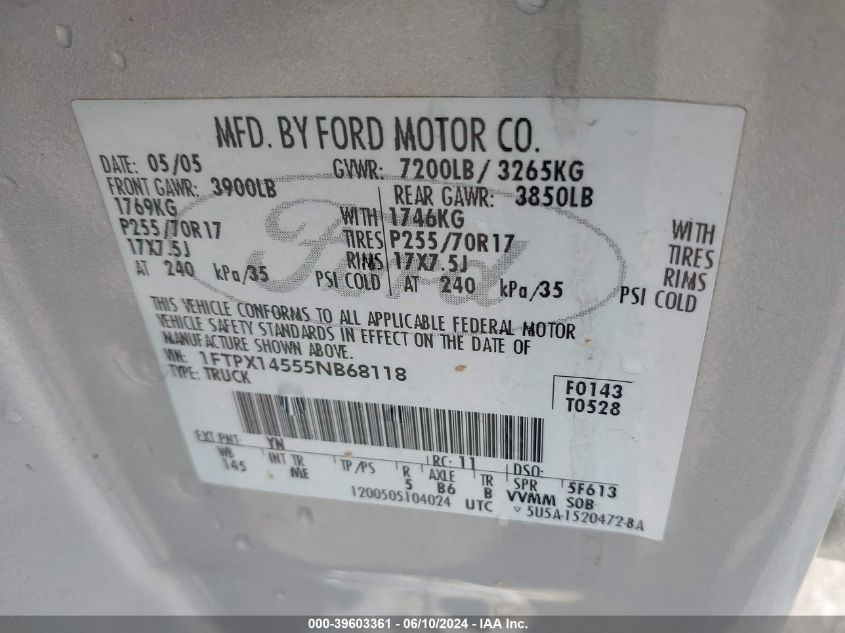 MFD. BY FORD MOTOR CO.
DATE: 05/05 GVWR: 7200LB / 3265KG
FRONT GAWR: 3900LB REAR GAWR: 3850LB
1769KG WITH 1746KG WITH
P255/70R17 TIRES P255/70R17 TIRES
17X7.5J RIMS 17X7.5J RIMS
AT 240 kPa/35 PSI COLD AT 240 kPa/35 PSI COLD
Ford
THIS VEHICLE CONFORMS TO ALL APPLICABLE FEDERAL MOTOR
VEHICLE SAFETY STANDARDS IN EFFECT ON THE DATE OF
MANUFACTURE SHOWN ABOVE.
VIN: 1FTPX14555NB68118
TYPE: TRUCK
F0143
T0528
EXT PNT: YN RC: 11 DSO:
WB INT TR TP/PS R AXLE TR SPR 5F613
145 ME 5 B6 B VVMM SOB
1200505104024 UTC ▽ 5U5A-1520472-BA
000-39603361 / 06/10/2024 / IAA Inc.